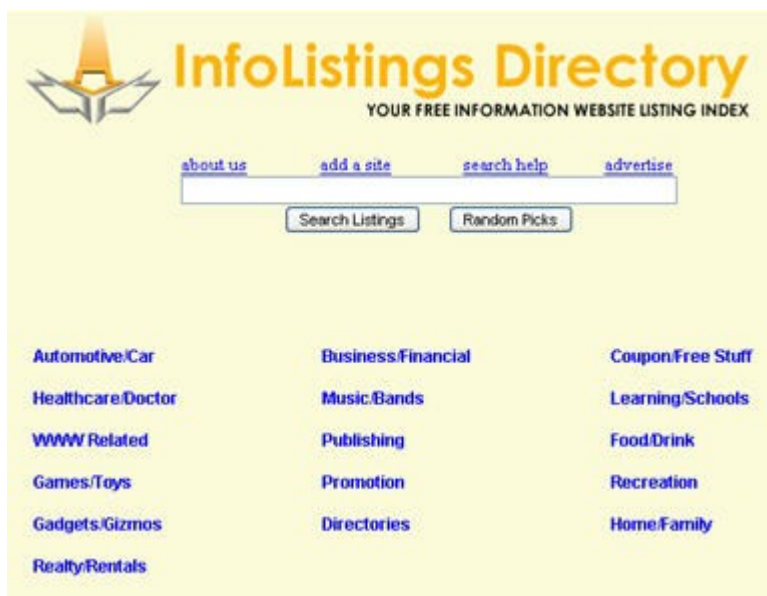 InfoListings Directory
YOUR FREE INFORMATION WEBSITE LISTING INDEX
about us add a site search help advertise
Search Listings Random Picks
Automotive/Car Business/Financial Coupon/Free Stuff
Healthcare/Doctor Music/Bands Learning/Schools
WWW Related Publishing Food/Drink
Games/Toys Promotion Recreation
Gadgets/Gizmos Directories Home/Family
Realty/Rentals